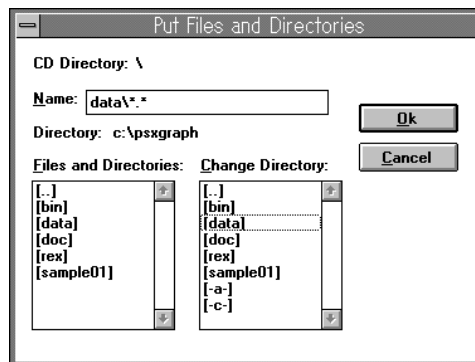 Put Files and Directories
CD Directory: \
Name: data\*.*
Directory: c:\psxgraph
Ok
Cancel
Files and Directories:
[..]
[bin]
[data]
[doc]
[rex]
[sample01]
Change Directory:
[..]
[bin]
[data]
[doc]
[rex]
[sample01]
[-a-]
[-c-]